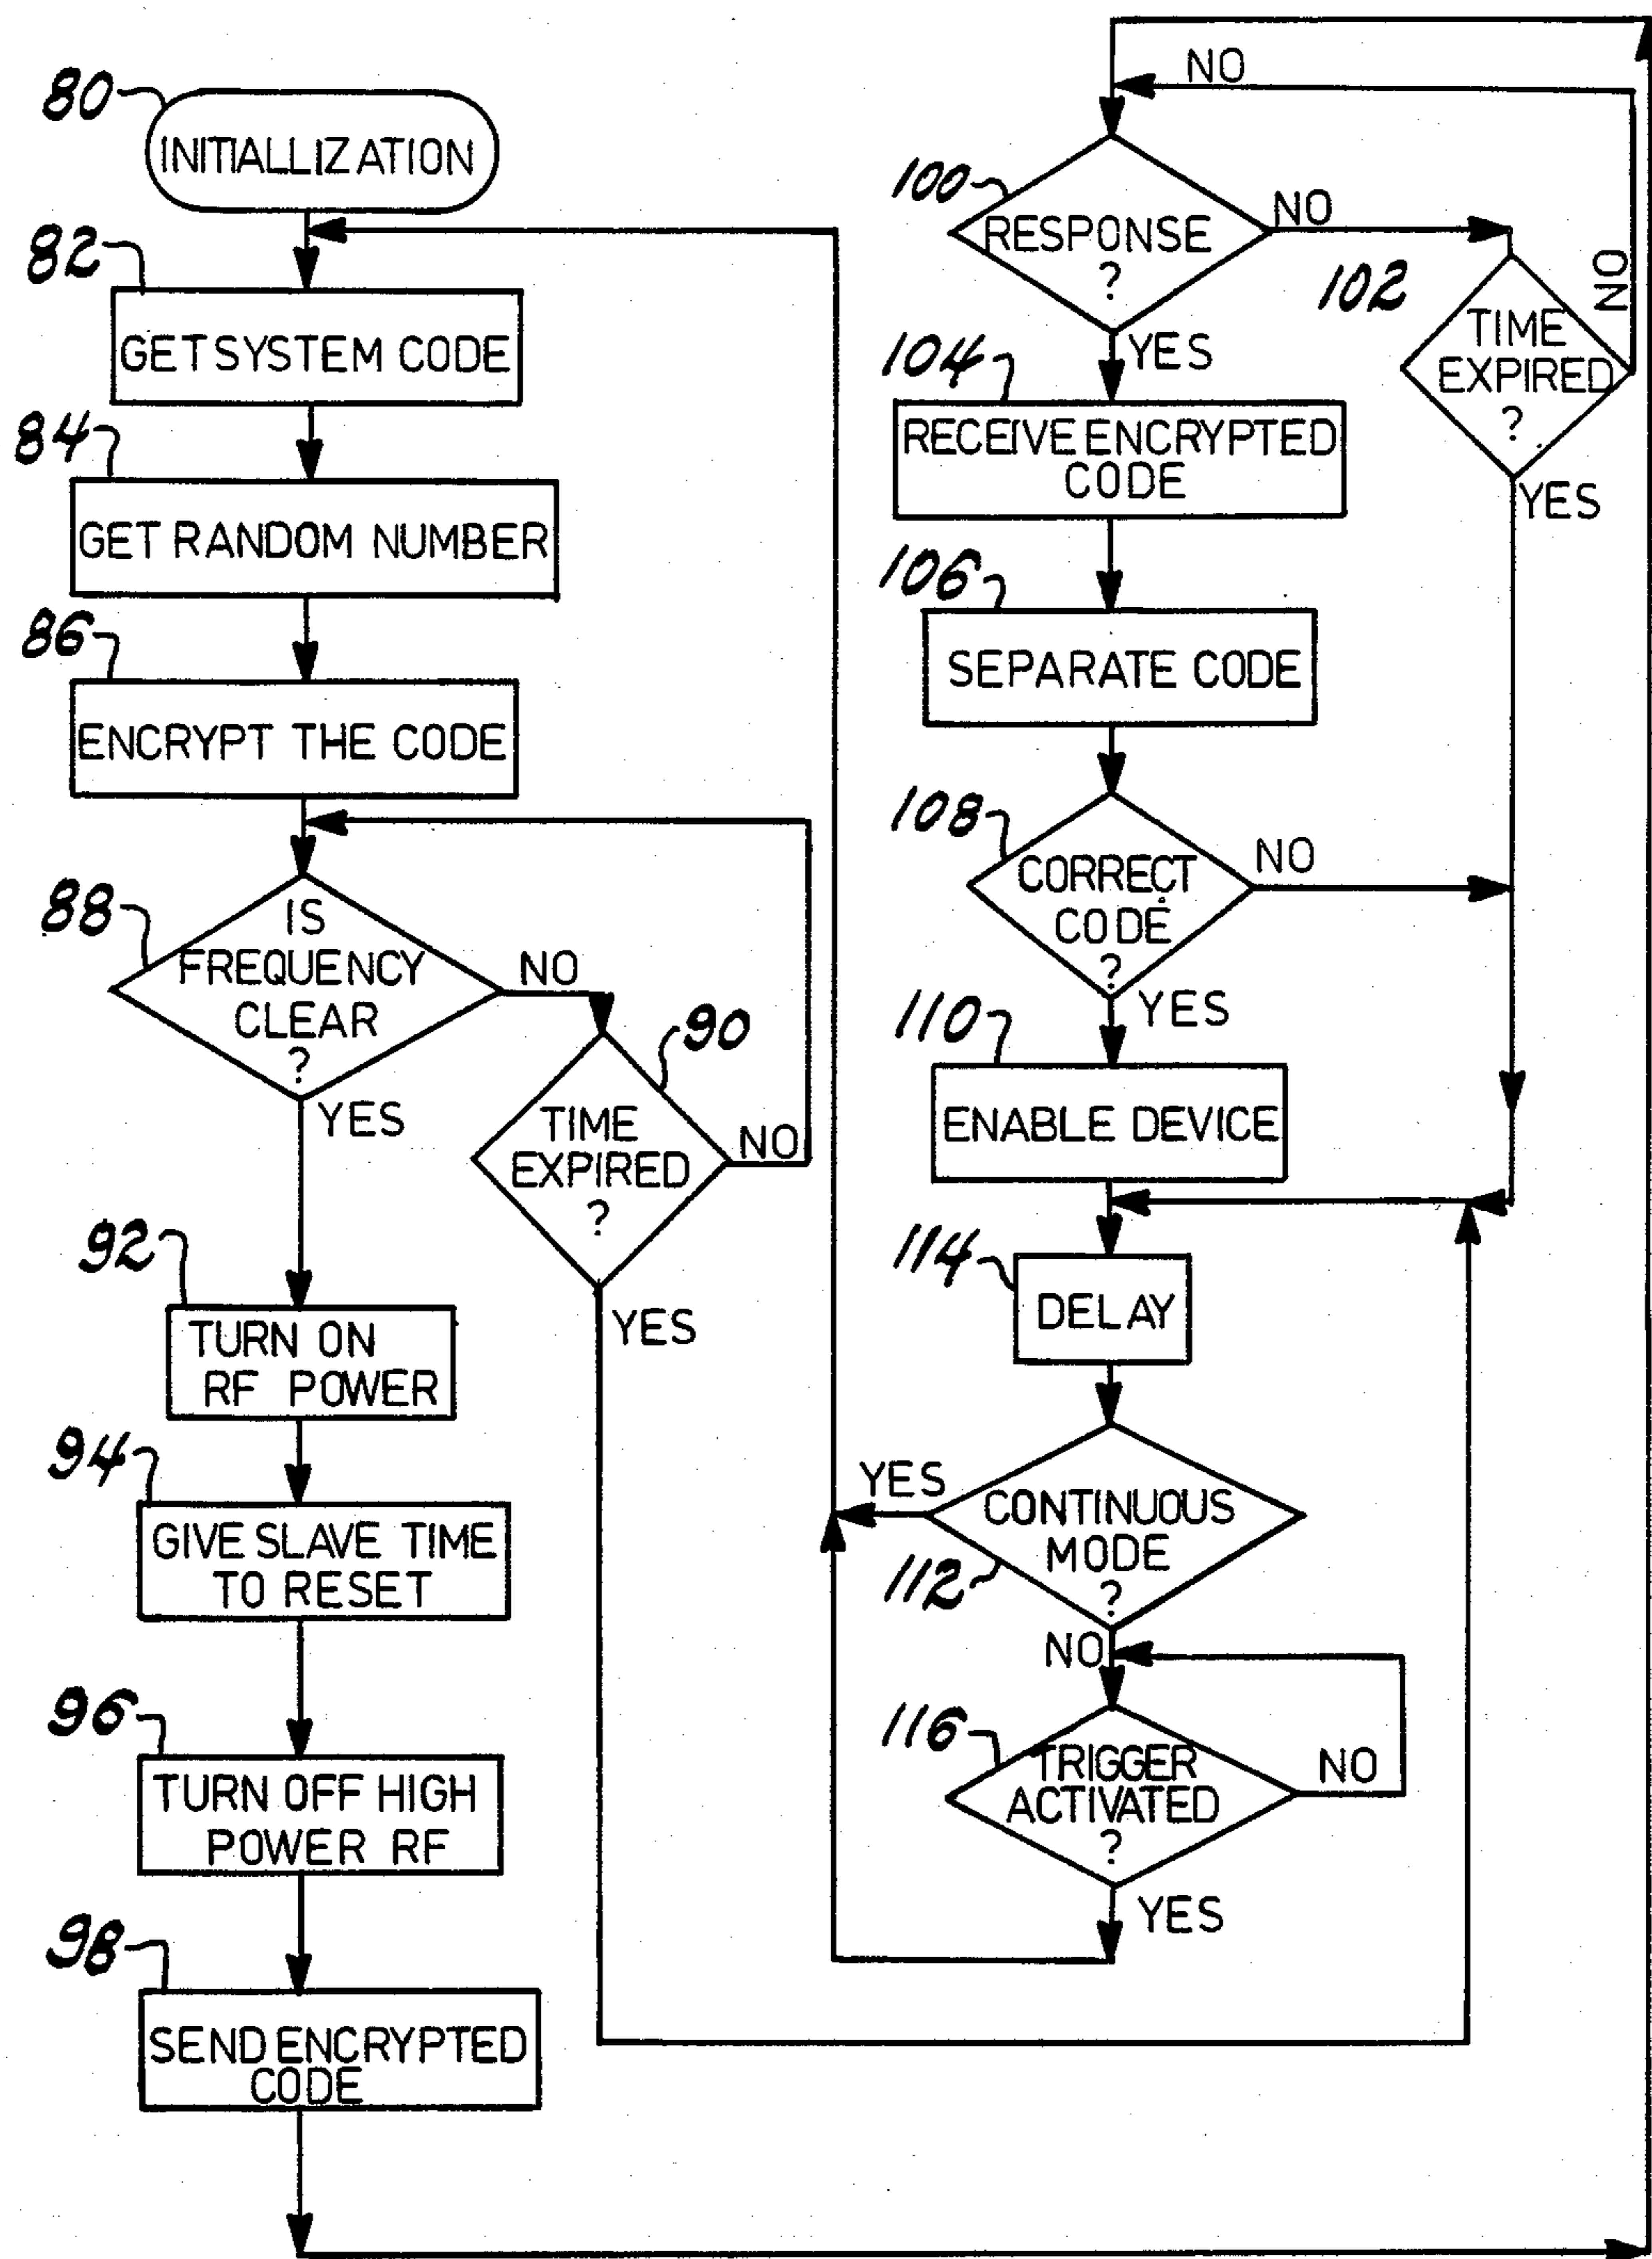 80
INITIALLIZATION
82
GET SYSTEM CODE
84
GET RANDOM NUMBER
86
ENCRYPT THE CODE
88
IS
FREQUENCY
CLEAR
?
NO
YES
90
TIME
EXPIRED
?
NO
YES
92
TURN ON
RF POWER
94
GIVE SLAVE TIME
TO RESET
96
TURN OFF HIGH
POWER RF
98
SEND ENCRYPTED
CODE
NO
100
RESPONSE
?
NO
YES
102
TIME
EXPIRED
?
NO
YES
104
RECEIVE ENCRYPTED
CODE
106
SEPARATE CODE
108
CORRECT
CODE
?
NO
YES
110
ENABLE DEVICE
114
DELAY
YES
CONTINUOUS
MODE
?
112
NO
116
TRIGGER
ACTIVATED
?
NO
YES